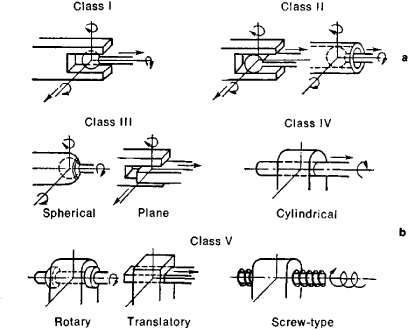 Class I
Class II
a
Class III
Class IV
Spherical
Plane
Cylindrical
Class V
b
Rotary
Translatory
Screw-type